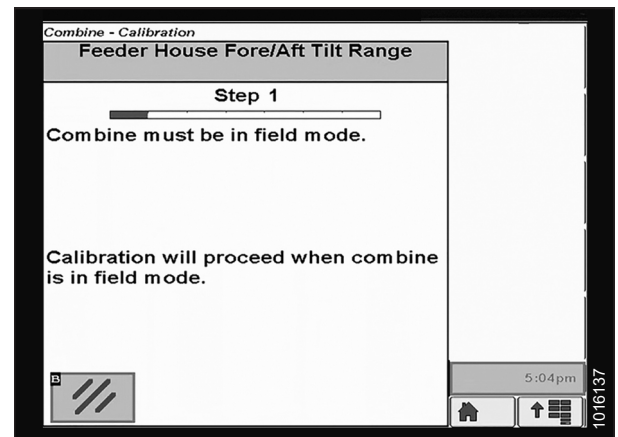 Combine - Calibration
Feeder House Fore/Aft Tilt Range
Step 1
Combine must be in field mode.
Calibration will proceed when combine
is in field mode.
B
5:04pm
1016137